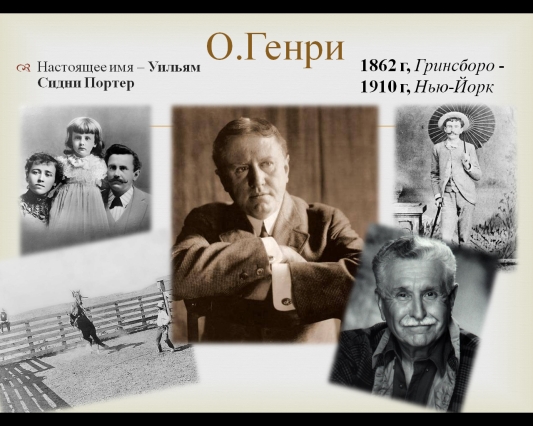 О.Генри
Настоящее имя – Уильям
Сидни Портер
1862 г, Гринсборо -
1910 г, Нью-Йорк